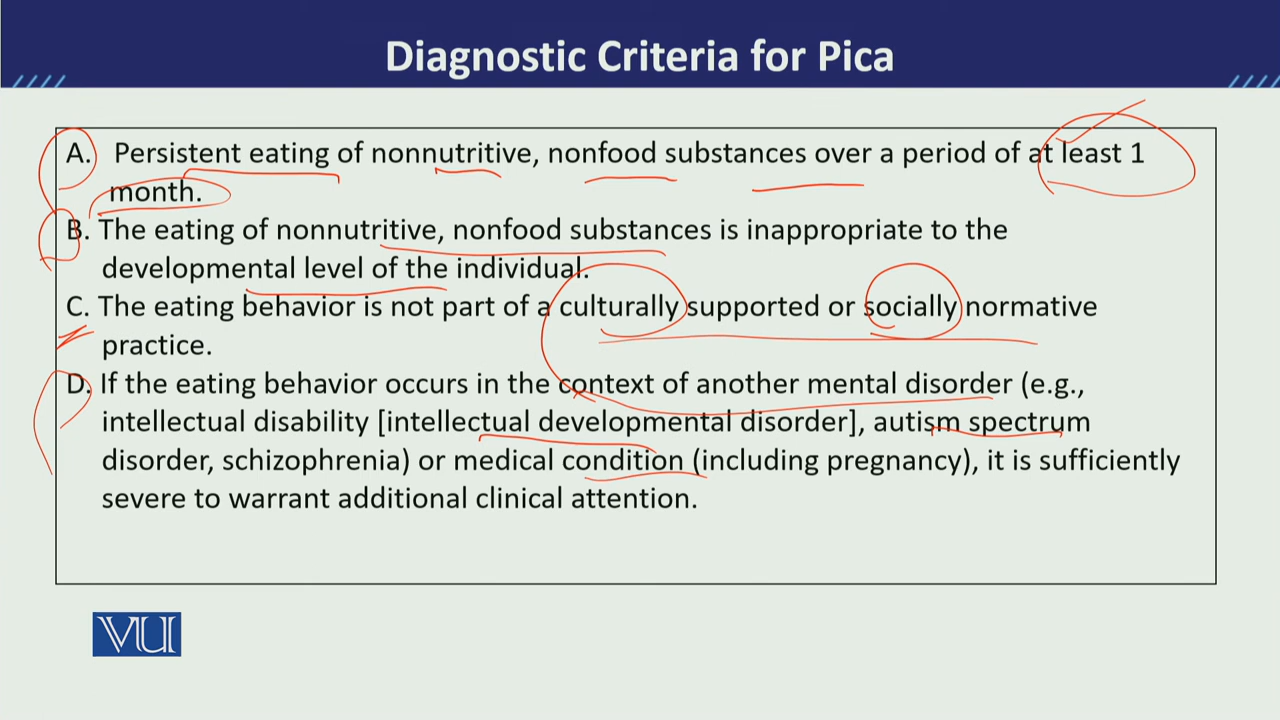 Diagnostic Criteria for Pica
A. Persistent eating of nonnutritive, nonfood substances over a period of at least 1
month.
B. The eating of nonnutritive, nonfood substances is inappropriate to the
developmental level of the individual.
C. The eating behavior is not part of a culturally supported or socially normative
practice.
D. If the eating behavior occurs in the context of another mental disorder (e.g.,
intellectual disability [intellectual developmental disorder], autism spectrum
disorder, schizophrenia) or medical condition (including pregnancy), it is sufficiently
severe to warrant additional clinical attention.
VU